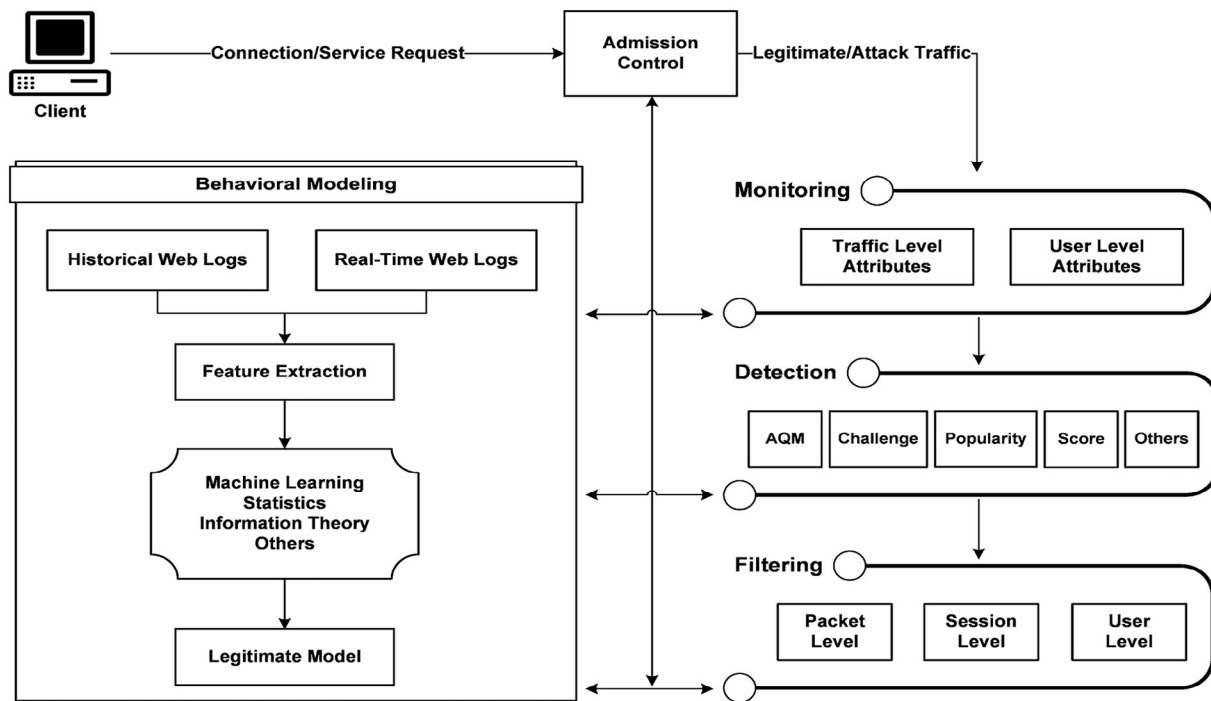 Connection/Service Request
Admission
Control
Legitimate/Attack Traffic
Client
Behavioral Modeling
Historical Web Logs
Real-Time Web Logs
Feature Extraction
Machine Learning
Statistics
Information Theory
Others
Legitimate Model
Monitoring
Traffic Level
Attributes
User Level
Attributes
Detection
AQM
Challenge
Popularity
Score
Others
Filtering
Packet
Level
Session
Level
User
Level